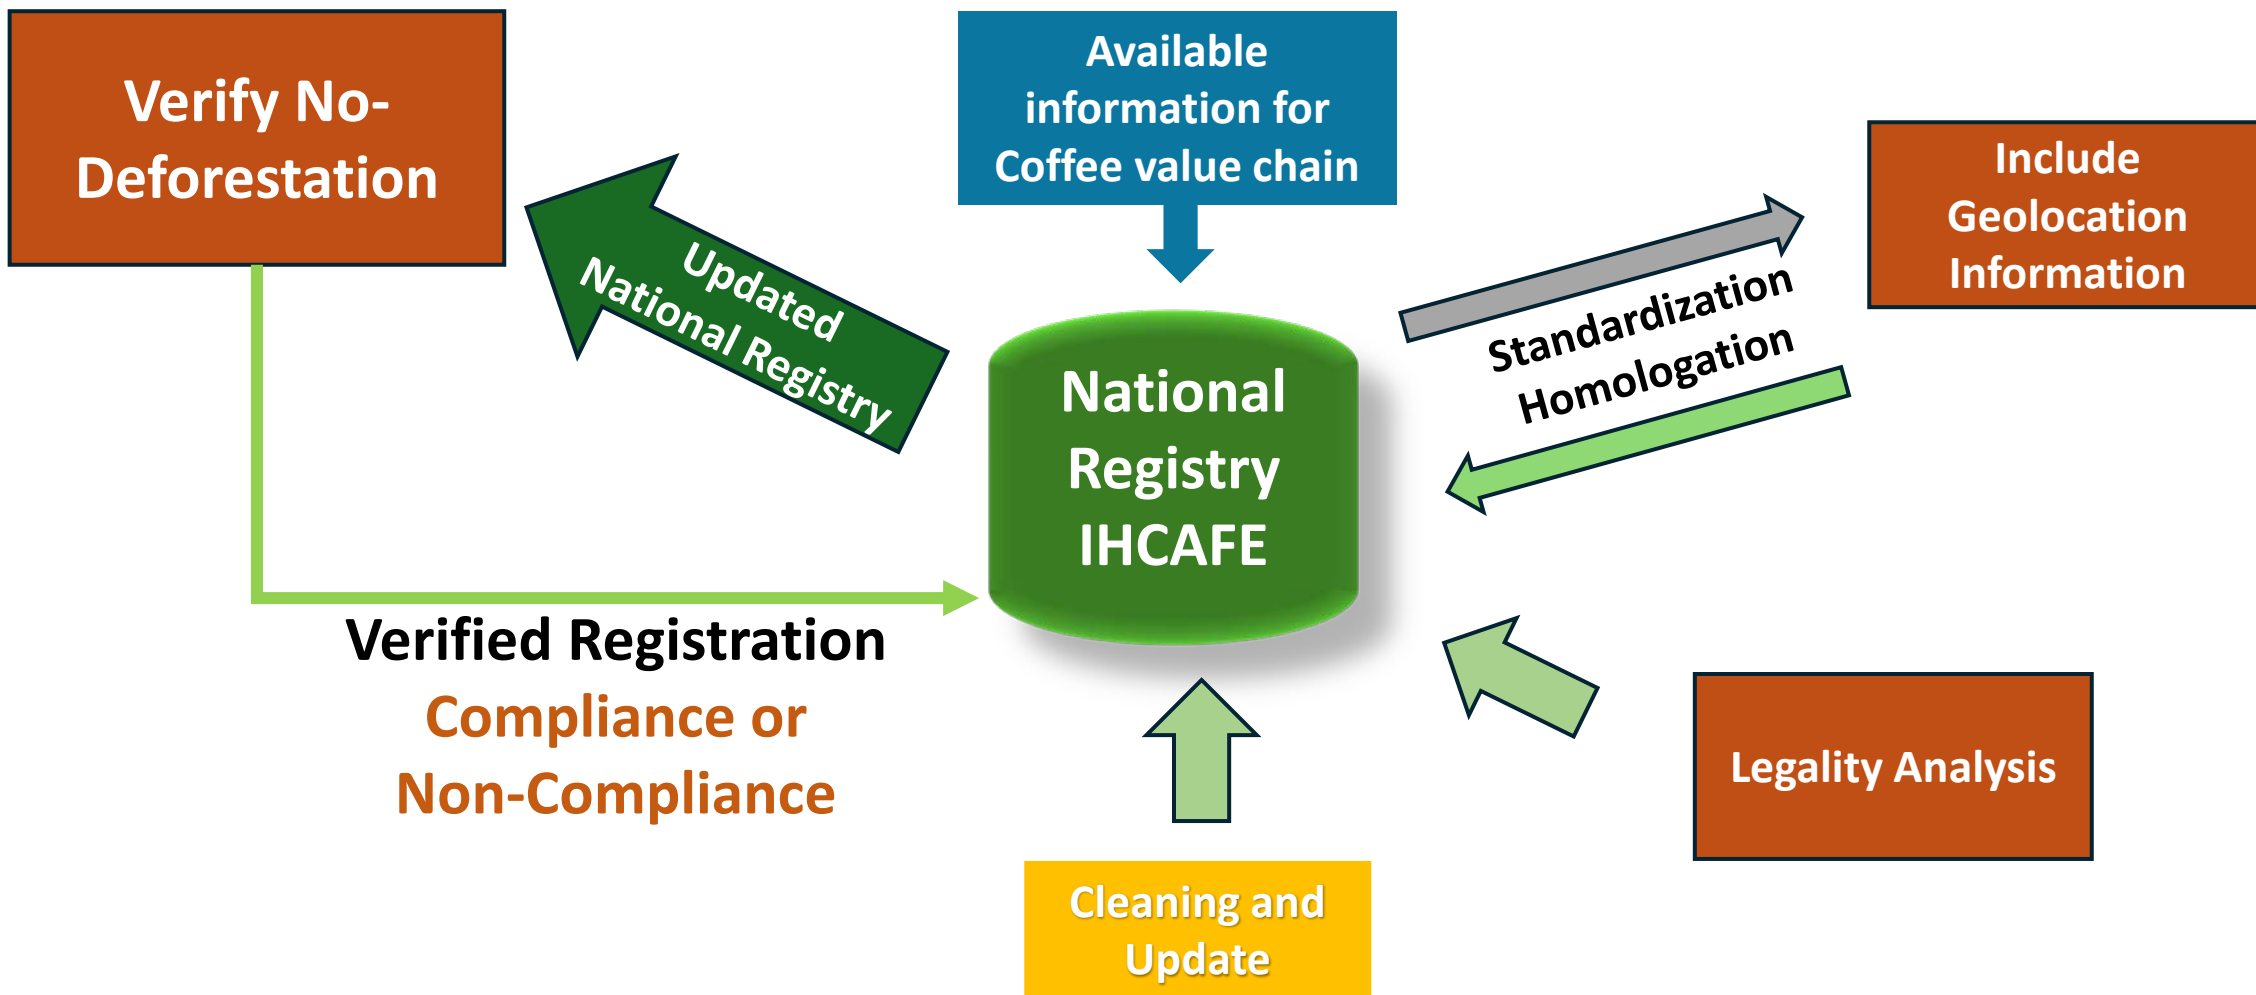 Verify No-
Deforestation
Available
information for
Coffee value chain
Include
Geolocation
Information
Updated
National Registry
Standardization
Homologation
National
Registry
IHCAFE
Verified Registration
Compliance or
Non-Compliance
Legality Analysis
Cleaning and
Update